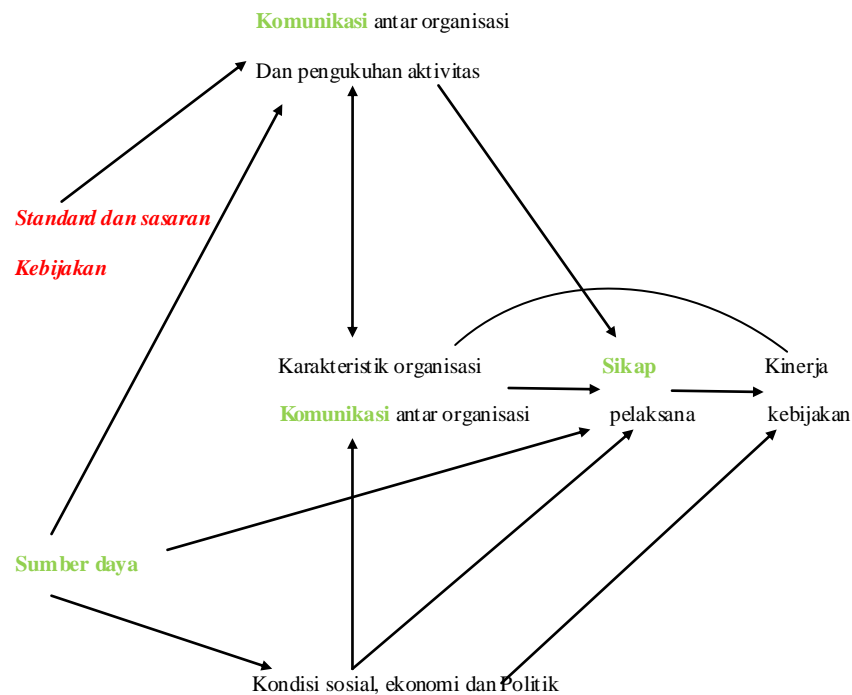 Komunikasi antar organisasi
Dan pengukuhan aktivitas
Standard dan sasaran
Kebijakan
Karakteristik organisasi
Komunikasi antar organisasi
Sikap
pelaksana
Kinerja
kebijakan
Sumber daya
Kondisi sosial, ekonomi dan Politik